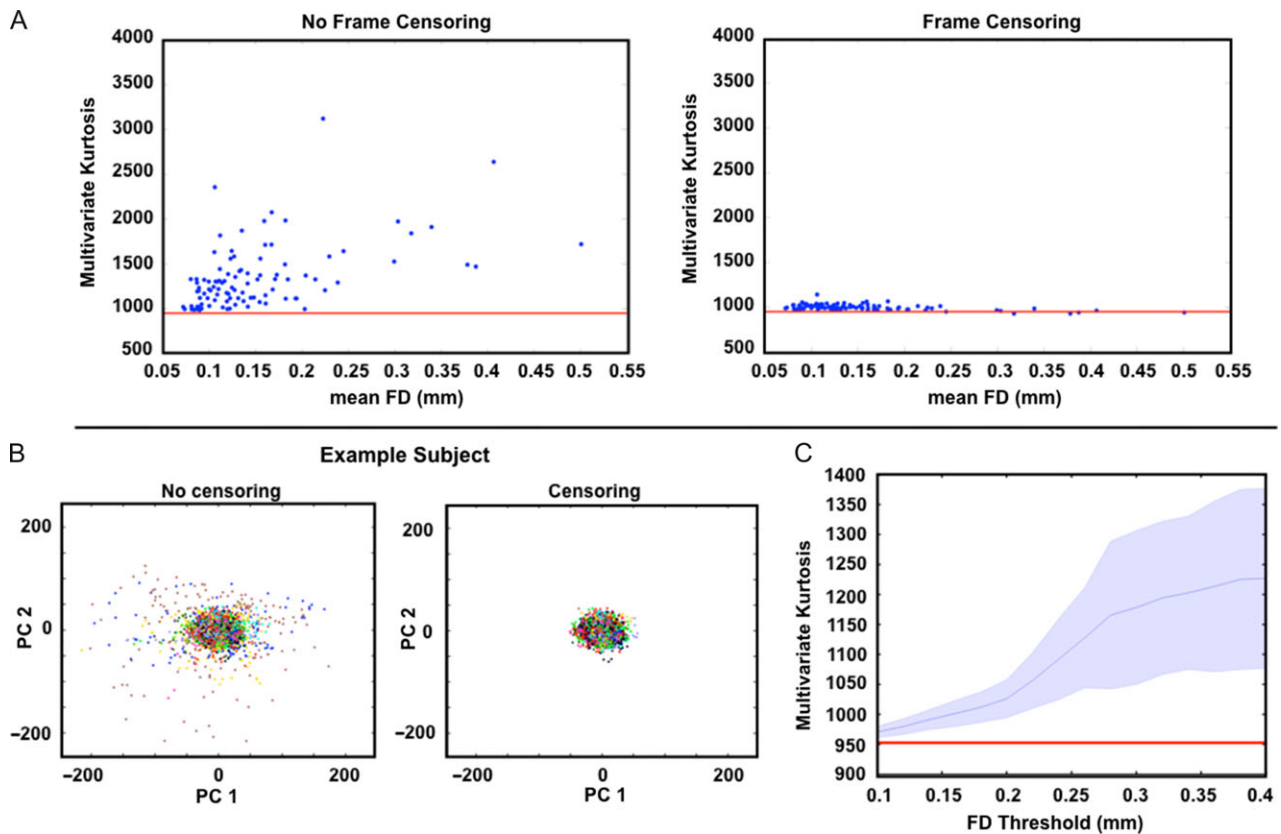 A
No Frame Censoring
Multivariate Kurtosis
4000
3500
3000
2500
2000
1500
1000
500
0.05 0.1 0.15 0.2 0.25 0.3 0.35 0.4 0.45 0.5 0.55
mean FD (mm)
Frame Censoring
Multivariate Kurtosis
4000
3500
3000
2500
2000
1500
1000
500
0.05 0.1 0.15 0.2 0.25 0.3 0.35 0.4 0.45 0.5 0.55
mean FD (mm)
B
Example Subject
No censoring
PC 2
200
0
−200
−200 0 200
PC 1
Censoring
PC 2
200
0
−200
−200 0 200
PC 1
C
Multivariate Kurtosis
1400
1350
1300
1250
1200
1150
1100
1050
1000
950
900
0.1 0.15 0.2 0.25 0.3 0.35 0.4
FD Threshold (mm)